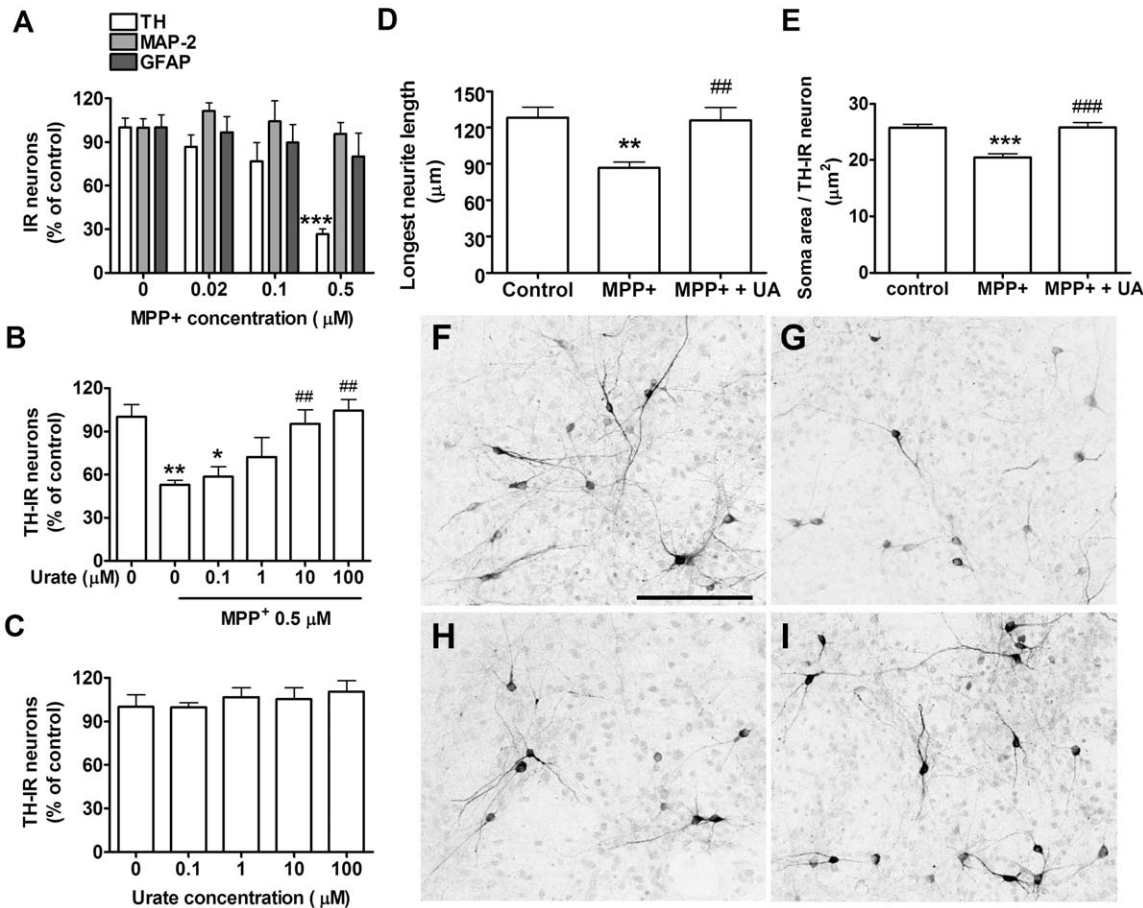 A
TH
MAP-2
GFAP
IR neurons
(% of control)
120
90
60
30
0
***
0 0.02 0.1 0.5
MPP+ concentration ( μM)
B
TH-IR neurons
(% of control)
120
90
60
30
0
** * ## ##
Urate (μM) 0 0 0.1 1 10 100
MPP⁺ 0.5 μM
C
TH-IR neurons
(% of control)
150
120
90
60
30
0
0 0.1 1 10 100
Urate concentration ( μM)
D
Longest neurite length
(μm)
150
120
90
60
30
0
** ##
Control MPP+ MPP+ + UA
E
Soma area / TH-IR neuron
(μm²)
30
20
10
0
*** ###
control MPP+ MPP+ + UA
F
G
H
I